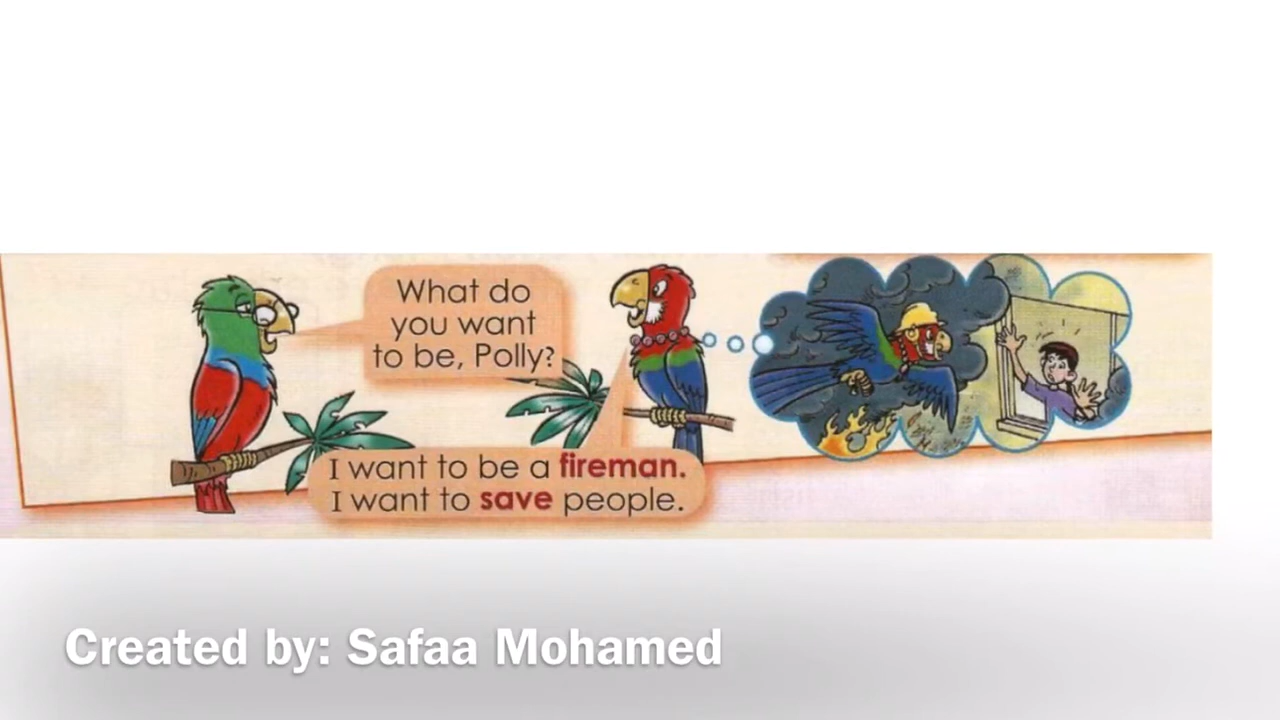 What do
you want
to be, Polly?
I want to be a fireman.
I want to save people.
Created by: Safaa Mohamed